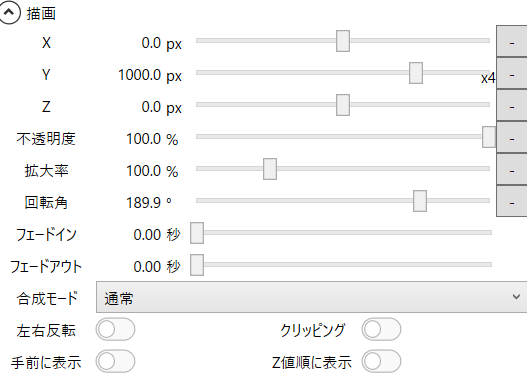 描画
X 0.0 px -
Y 1000.0 px x4 -
Z 0.0 px -
不透明度 100.0 % -
拡大率 100.0 % -
回転角 189.9 ° -
フェードイン 0.00 秒
フェードアウト 0.00 秒
合成モード 通常
左右反転 クリッピング
手前に表示 Z値順に表示